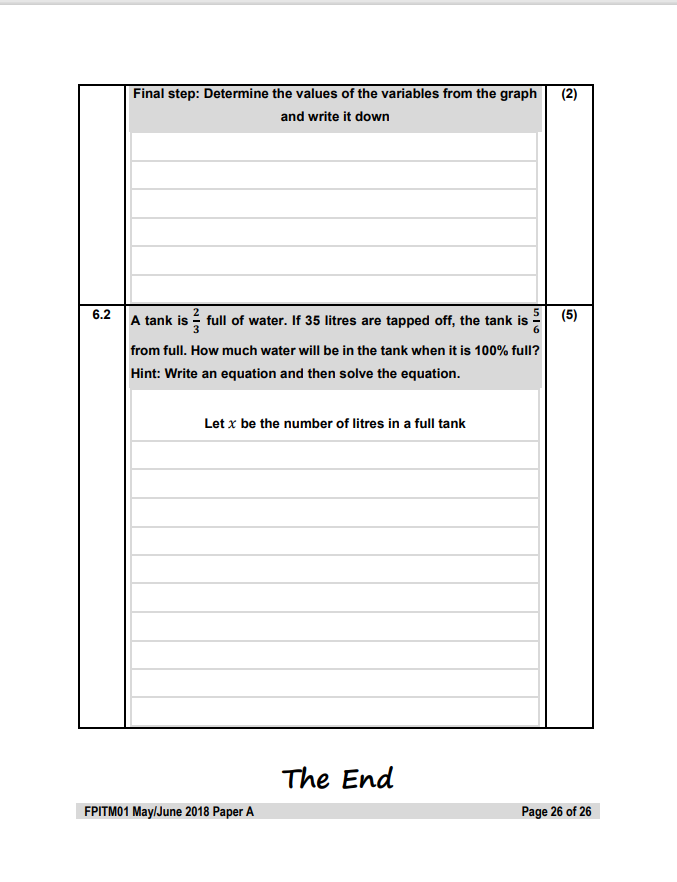 Final step: Determine the values of the variables from the graph (2)
and write it down
6.2 A tank is 2/3 full of water. If 35 litres are tapped off, the tank is 5/6 (5)
from full. How much water will be in the tank when it is 100% full?
Hint: Write an equation and then solve the equation.
Let x be the number of litres in a full tank
The End
FPITM01 May/June 2018 Paper A Page 26 of 26